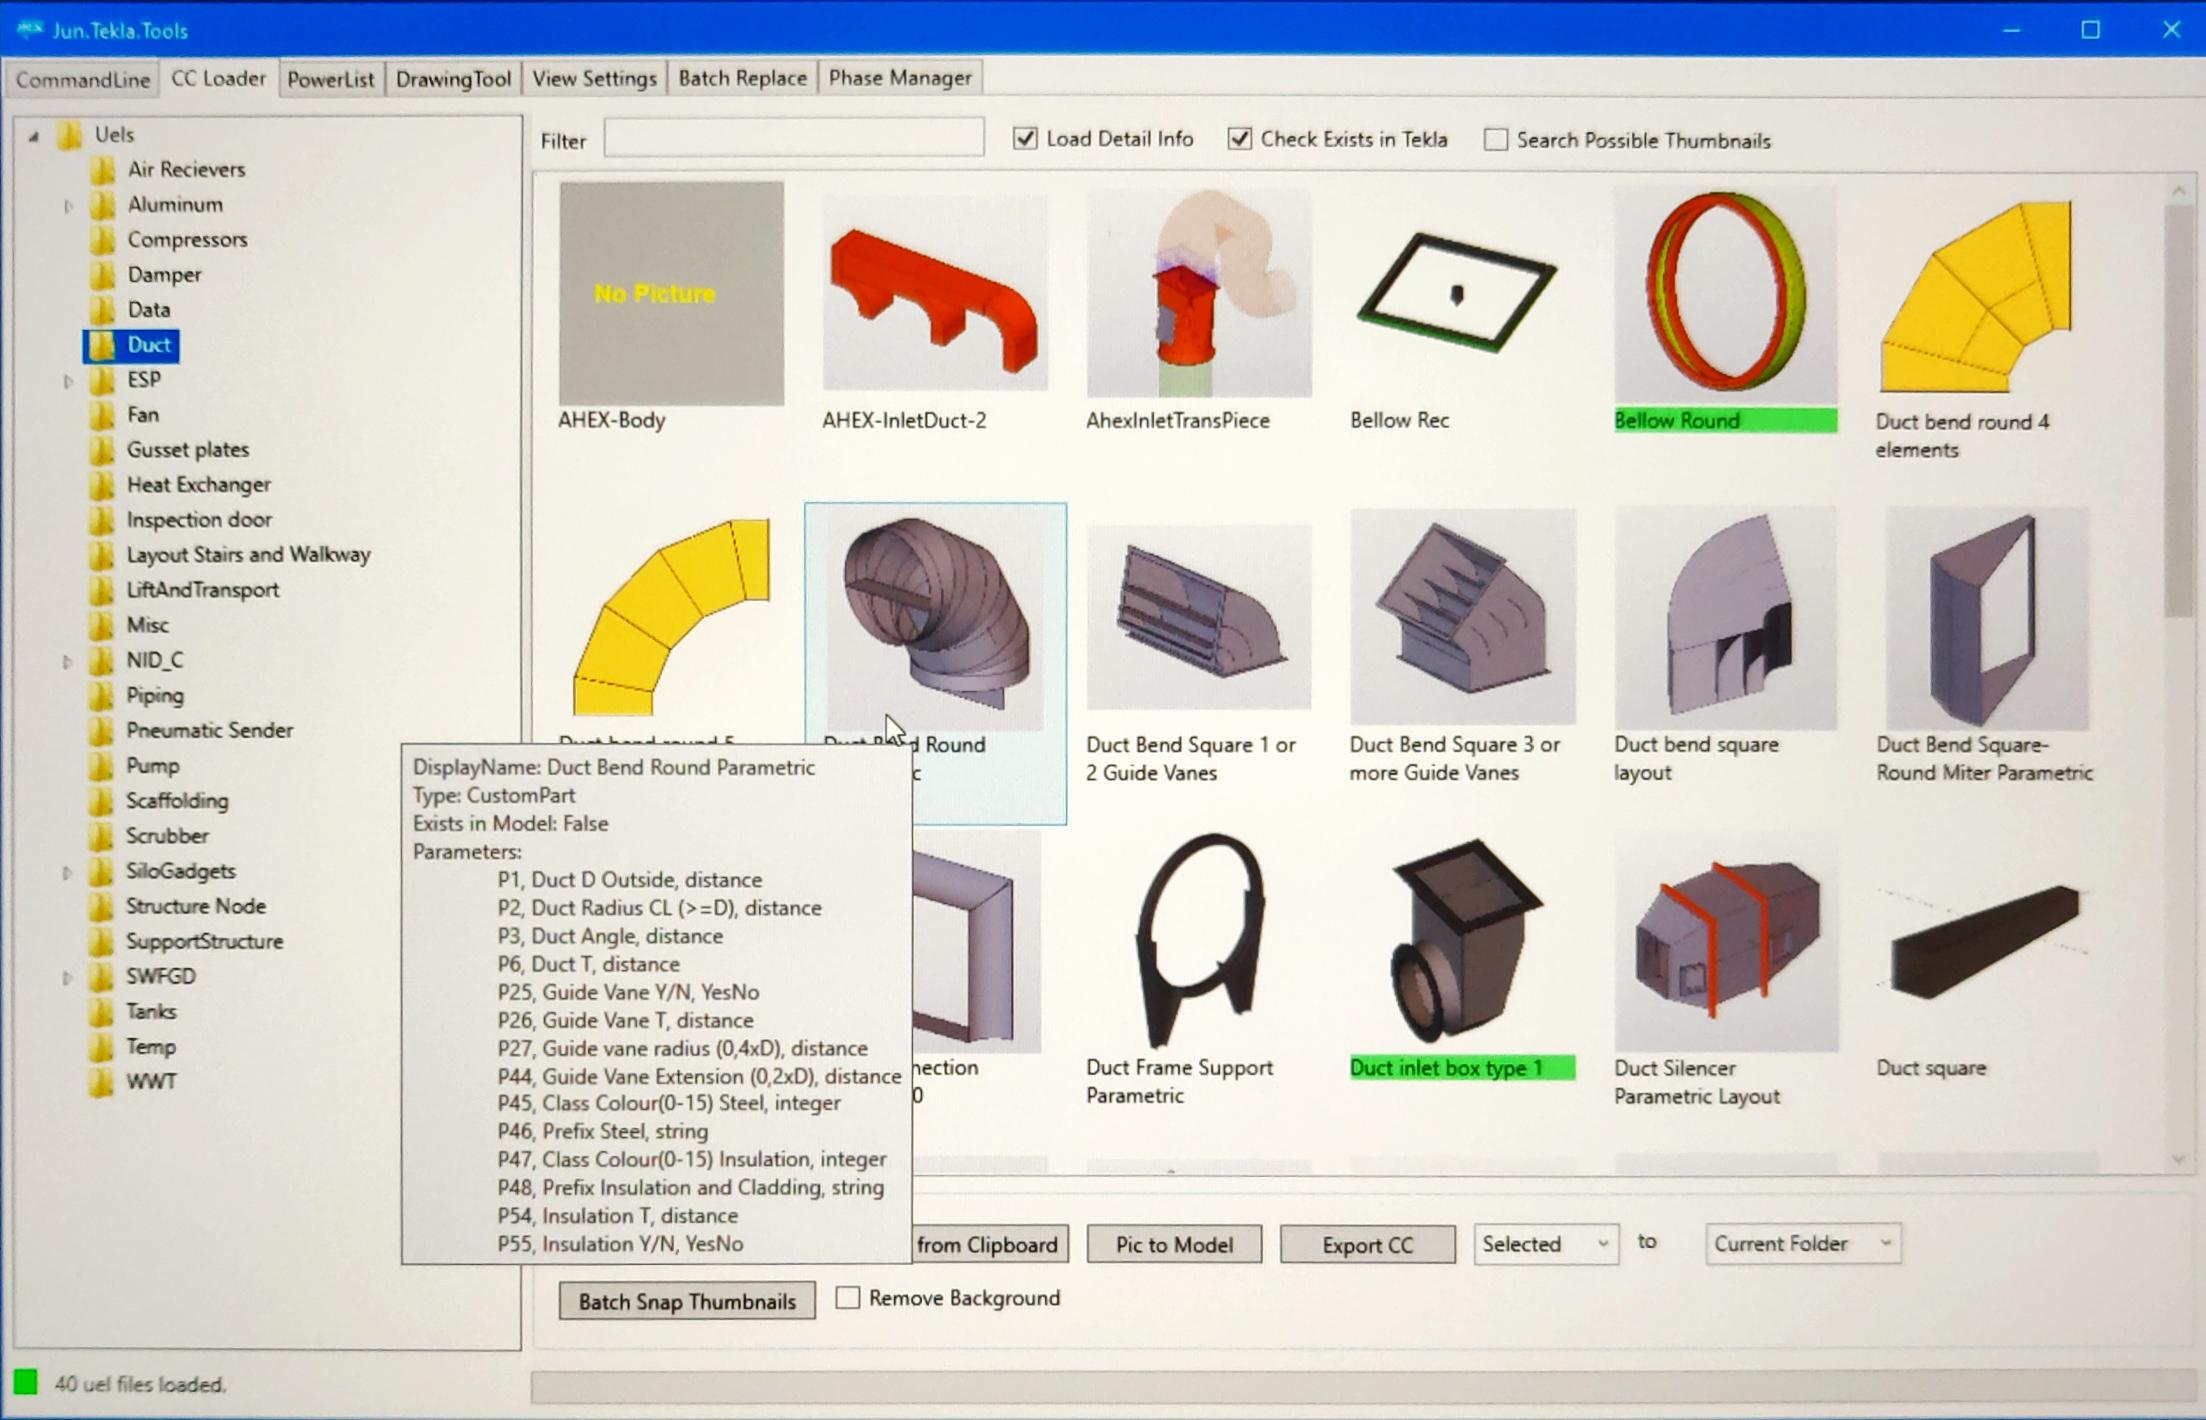 Jun.Tekla.Tools
CommandLine
CC Loader
PowerList
DrawingTool
View Settings
Batch Replace
Phase Manager
Uels
Air Recievers
Aluminum
Compressors
Damper
Data
Duct
ESP
Fan
Gusset plates
Heat Exchanger
Inspection door
Layout Stairs and Walkway
LiftAndTransport
Misc
NID_C
Piping
Pneumatic Sender
Pump
Scaffolding
Scrubber
SiloGadgets
Structure Node
SupportStructure
SWFGD
Tanks
Temp
WWT
Filter
Load Detail Info
Check Exists in Tekla
Search Possible Thumbnails
No Picture
AHEX-Body
AHEX-InletDuct-2
AhexInletTransPiece
Bellow Rec
Bellow Round
Duct bend round 4
elements
Duct bend round 5
Duct Bend Round
Duct Bend Square 1 or
2 Guide Vanes
Duct Bend Square 3 or
more Guide Vanes
Duct bend square
layout
Duct Bend Square-
Round Miter Parametric
DisplayName: Duct Bend Round Parametric
Type: CustomPart
Exists in Model: False
Parameters:
P1, Duct D Outside, distance
P2, Duct Radius CL (>=D), distance
P3, Duct Angle, distance
P6, Duct T, distance
P25, Guide Vane Y/N, YesNo
P26, Guide Vane T, distance
P27, Guide vane radius (0,4xD), distance
P44, Guide Vane Extension (0,2xD), distance
P45, Class Colour(0-15) Steel, integer
P46, Prefix Steel, string
P47, Class Colour(0-15) Insulation, integer
P48, Prefix Insulation and Cladding, string
P54, Insulation T, distance
P55, Insulation Y/N, YesNo
Duct Frame Support
Parametric
Duct inlet box type 1
Duct Silencer
Parametric Layout
Duct square
from Clipboard
Pic to Model
Export CC
Selected
to
Current Folder
Batch Snap Thumbnails
Remove Background
40 uel files loaded.